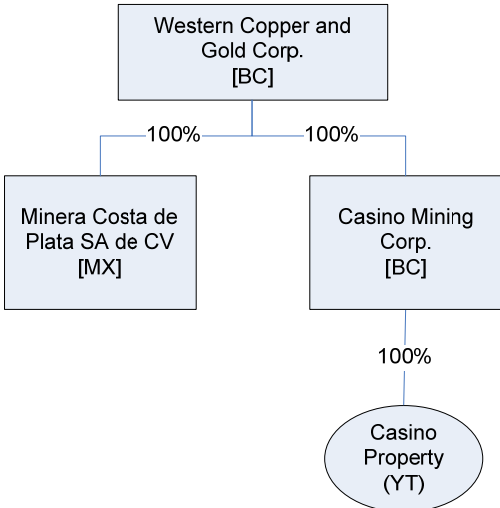 Western Copper and
Gold Corp.
[BC]
100%
100%
Minera Costa de
Plata SA de CV
[MX]
Casino Mining
Corp.
[BC]
100%
Casino
Property
(YT)